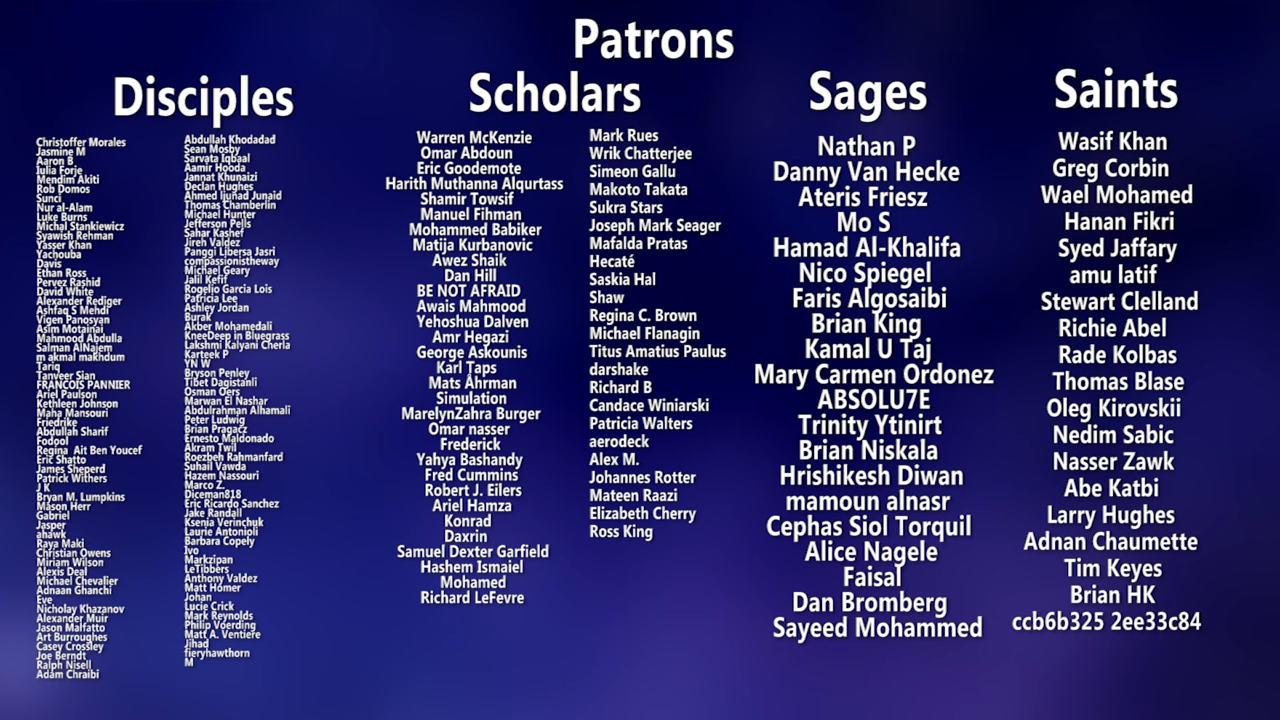 Patrons
Disciples
Christoffer Morales
Jasmine M
Aaron B
Iulia Forje
Mendim Akiti
Rob Domos
Sunci
Nur al-Alam
Luke Burns
Michal Stankiewicz
Syawish Rehman
Yasser Khan
Yachouba
Davis
Ethan Ross
Pervez Rashid
David White
Alexander Rediger
Ashfaq S Mehdi
Vigen Panosyan
Asim Motainai
Mahmood Abdulla
Salman AlNajem
m akmal makhdum
Tariq
Tanveer Sian
FRANCOIS PANNIER
Ariel Paulson
Kethleen Johnson
Maha Mansouri
Friedrike
Abdullah Sharif
Fodool
Regina Ait Ben Youcef
Eric Shatto
James Sheperd
Patrick Withers
J K
Bryan M. Lumpkins
Mason Herr
Gabriel
Jasper
ahawk
Raya Maki
Christian Owens
Miriam Wilson
Alexis Deal
Michael Chevalier
Adnaan Ghanchi
Eve
Nicholay Khazanov
Alexander Muir
Jason Malfatto
Art Burroughes
Casey Crossley
Joe Berndt
Ralph Nisell
Adam Chraibi
Abdullah Khodadad
Sean Mosby
Sarvata Iqbaal
Aamir Hooda
Jannat Khunaizi
Declan Hughes
Ahmed Ijunad Junaid
Thomas Chamberlin
Michael Hunter
Jefferson Pells
Sahar Kashef
Jireh Valdez
Panggi Libersa Jasri
compassionistheway
Michael Geary
Jalil Kefif
Rogelio Garcia Lois
Patricia Lee
Ashley Jordan
Burak
Akber Mohamedali
KneeDeep in Bluegrass
Lakshmi Kalyani Cherla
Karteek P
YN W
Bryson Penley
Tibet Dagistanli
Osman Oers
Marwan El Nashar
Abdulrahman Alhamali
Peter Ludwig
Brian Pragacz
Ernesto Maldonado
Akram Twil
Roezbeh Rahmanfard
Suhail Vawda
Hazem Nassouri
Marco Z.
Diceman818
Eric Ricardo Sanchez
Jake Randall
Ksenia Verinchuk
Laurie Antonioli
Barbara Copely
Ivo
Markzipan
LeTibbers
Anthony Valdez
Matt Homer
Johan
Lucie Crick
Mark Reynolds
Philip Voerding
Matt A. Ventiere
Jihad
fieryhawthorn
M
Scholars
Warren McKenzie
Omar Abdoun
Eric Goodemote
Harith Muthanna Alqurtass
Shamir Towsif
Manuel Fihman
Mohammed Babiker
Matija Kurbanovic
Awez Shaik
Dan Hill
BE NOT AFRAID
Awais Mahmood
Yehoshua Dalven
Amr Hegazi
George Askounis
Karl Taps
Mats Åhrman
Simulation
MarelynZahra Burger
Omar nasser
Frederick
Yahya Bashandy
Fred Cummins
Robert J. Eilers
Ariel Hamza
Konrad
Daxrin
Samuel Dexter Garfield
Hashem Ismaiel
Mohamed
Richard LeFevre
Mark Rues
Wrik Chatterjee
Simeon Gallu
Makoto Takata
Sukra Stars
Joseph Mark Seager
Mafalda Pratas
Hecaté
Saskia Hal
Shaw
Regina C. Brown
Michael Flanagin
Titus Amatius Paulus
darshake
Richard B
Candace Winiarski
Patricia Walters
aerodeck
Alex M.
Johannes Rotter
Mateen Raazi
Elizabeth Cherry
Ross King
Sages
Nathan P
Danny Van Hecke
Ateris Friesz
Mo S
Hamad Al-Khalifa
Nico Spiegel
Faris Algosaibi
Brian King
Kamal U Taj
Mary Carmen Ordonez
ABSOLU7E
Trinity Ytinirt
Brian Niskala
Hrishikesh Diwan
mamoun alnasr
Cephas Siol Torquil
Alice Nagele
Faisal
Dan Bromberg
Sayeed Mohammed
Saints
Wasif Khan
Greg Corbin
Wael Mohamed
Hanan Fikri
Syed Jaffary
amu latif
Stewart Clelland
Richie Abel
Rade Kolbas
Thomas Blase
Oleg Kirovskii
Nedim Sabic
Nasser Zawk
Abe Katbi
Larry Hughes
Adnan Chaumette
Tim Keyes
Brian HK
ccb6b325 2ee33c84